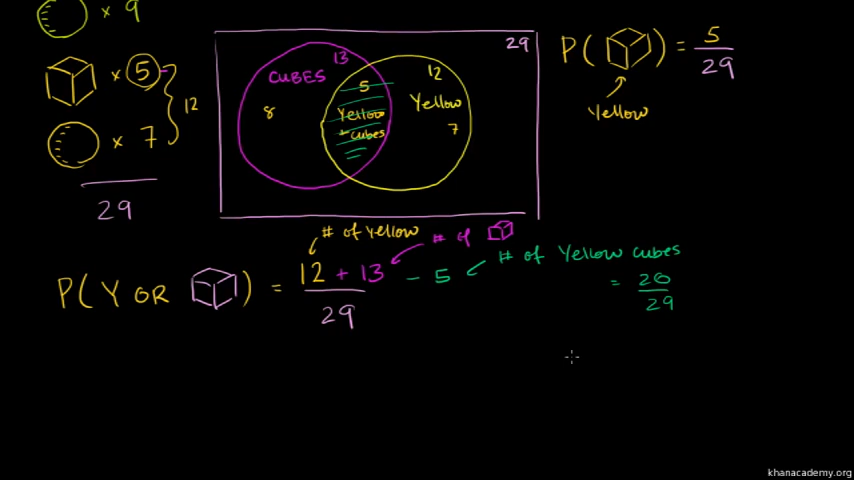 × 9
× 5
× 7
12
29
29
CUBES
13
8
5
Yellow
+ cubes
12
Yellow
7
P( ) = 5/29
Yellow
# of yellow
# of
# of Yellow cubes
P( Y OR ) = 12 + 13 - 5
29
= 20/29
khanacademy.org